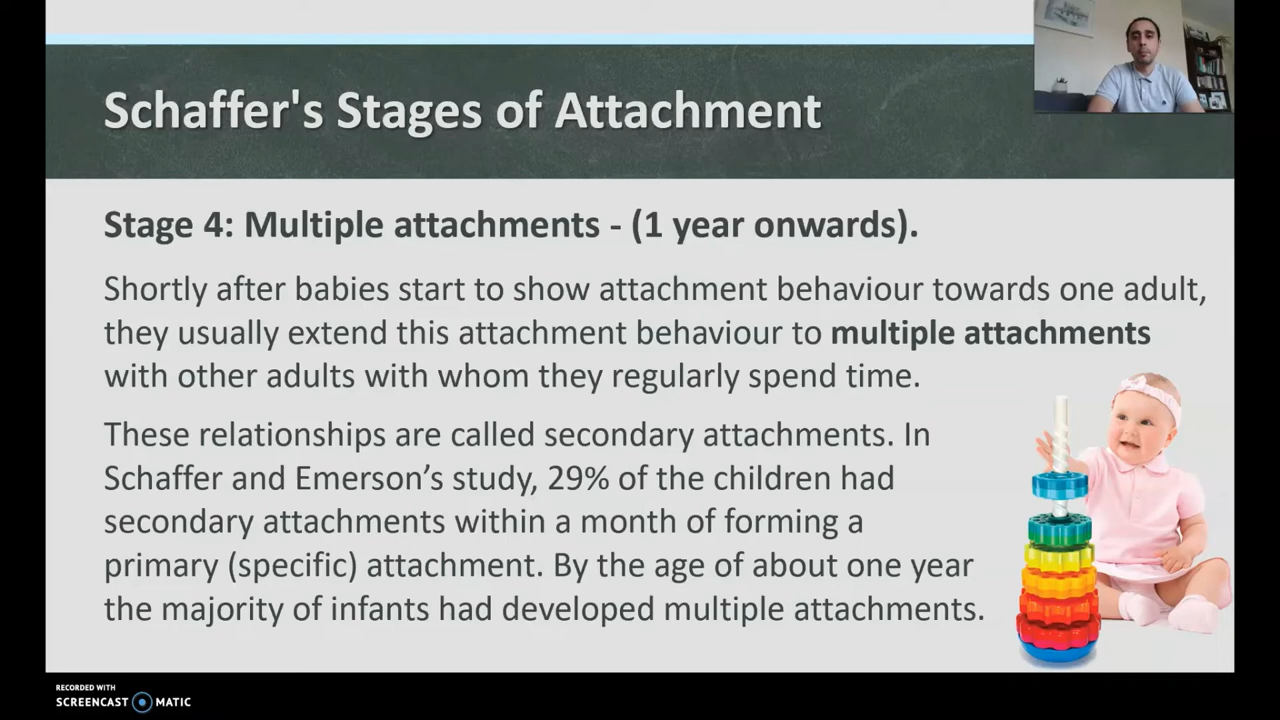 Schaffer's Stages of Attachment
Stage 4: Multiple attachments - (1 year onwards).
Shortly after babies start to show attachment behaviour towards one adult,
they usually extend this attachment behaviour to multiple attachments
with other adults with whom they regularly spend time.
These relationships are called secondary attachments. In
Schaffer and Emerson’s study, 29% of the children had
secondary attachments within a month of forming a
primary (specific) attachment. By the age of about one year
the majority of infants had developed multiple attachments.
RECORDED WITH
SCREENCAST MATIC